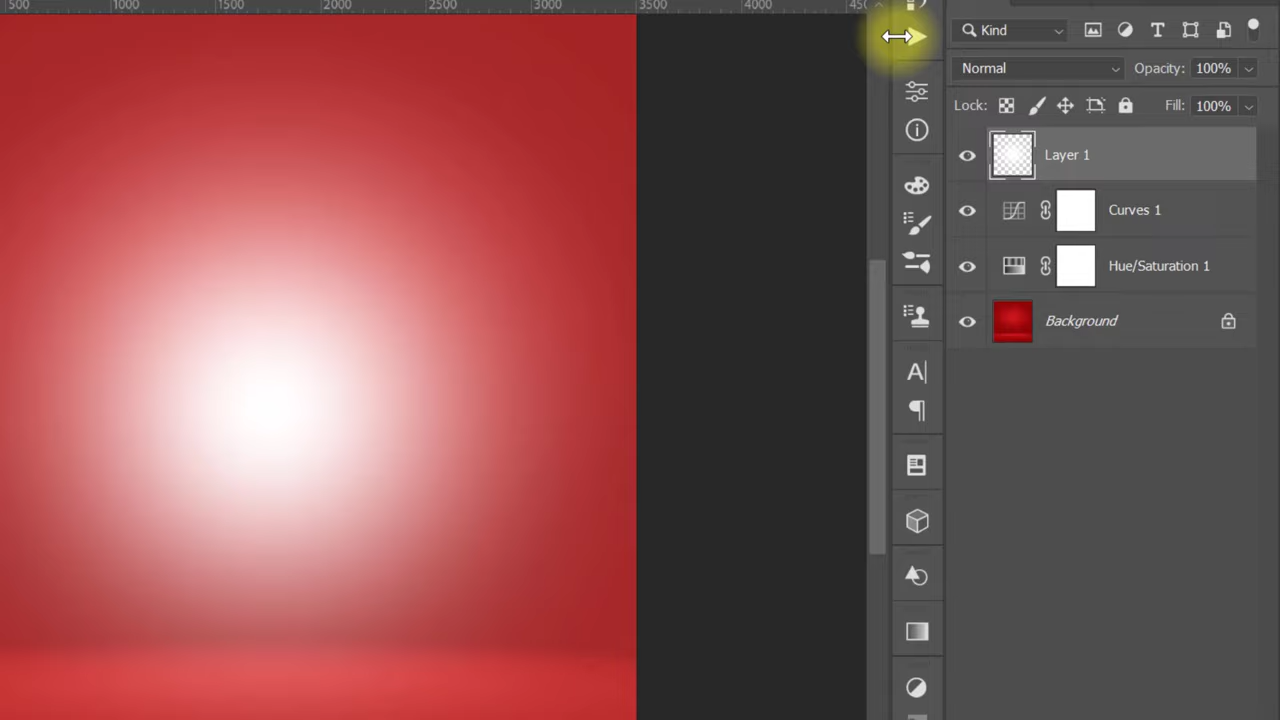 500 1000 1500 2000 2500 3000 3500 4000 450
Kind
Normal Opacity: 100%
Lock: Fill: 100%
Layer 1
Curves 1
Hue/Saturation 1
Background
A